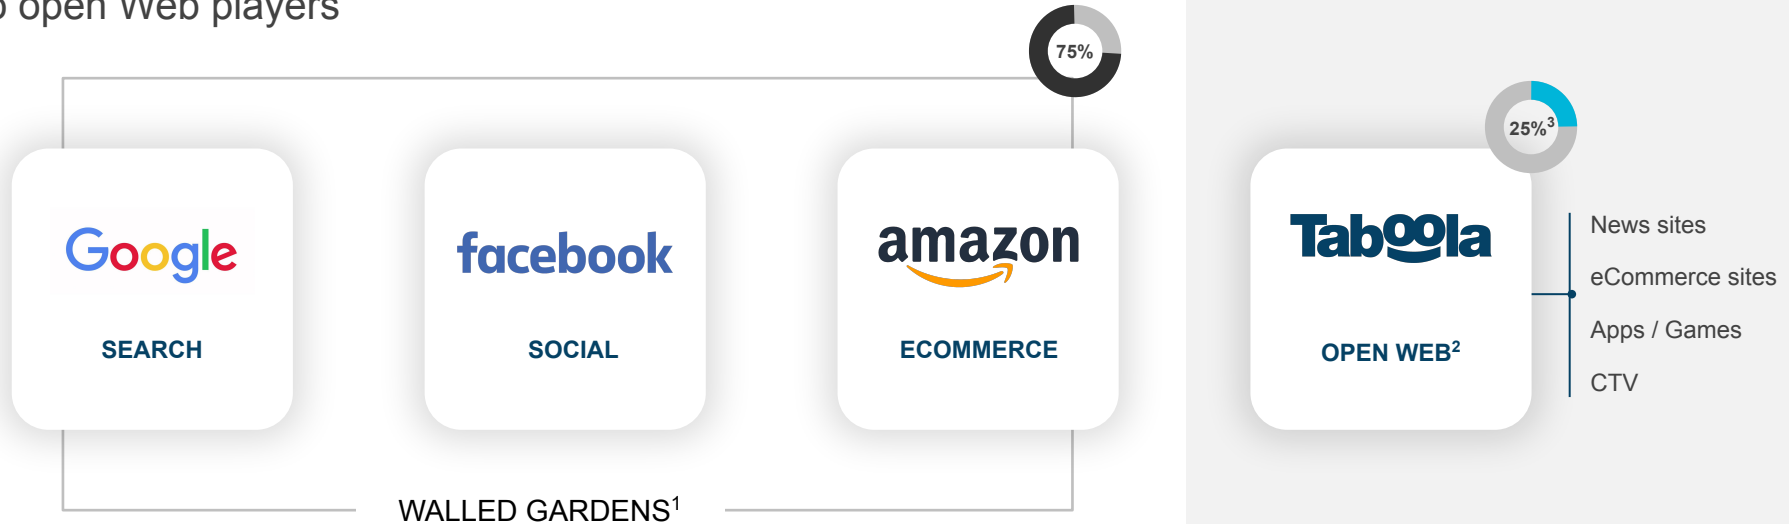 open Web players
75%
25%3
Google
facebook
amazon
Taboola
News sites
eCommerce sites
Apps / Games
CTV
SEARCH
SOCIAL
ECOMMERCE
OPEN WEB2
WALLED GARDENS1